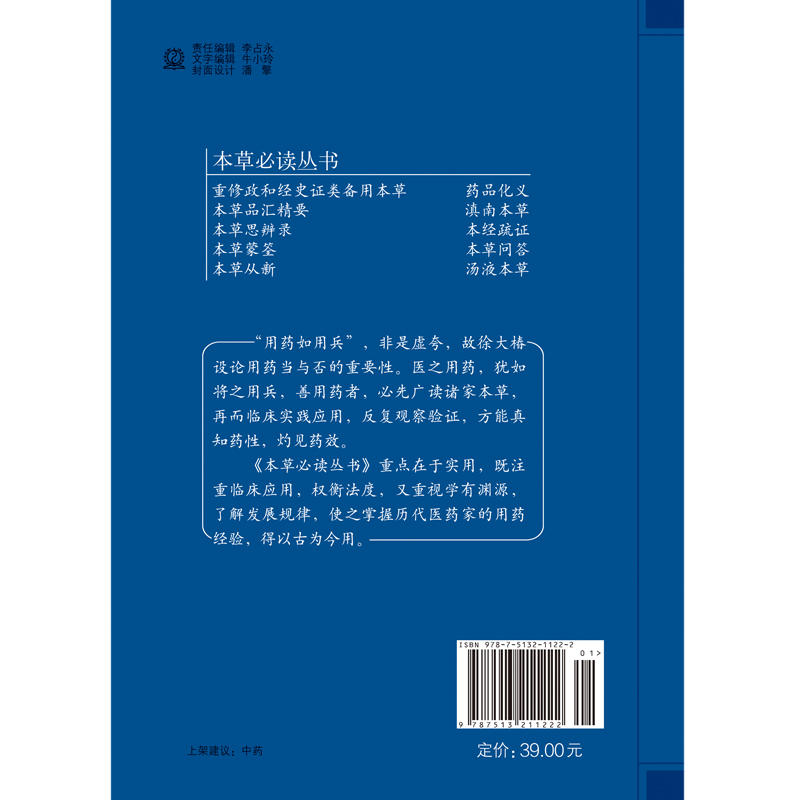 责任编辑 李占永
文字编辑 牛小玲
封面设计 潘 擎
本草必读丛书
重修政和经史证类备用本草 药品化义
本草品汇精要 滇南本草
本草思辨录 本经疏证
本草蒙筌 本草问答
本草从新 汤液本草
“用药如用兵”，非是虚夸，故徐大椿
设论用药当与否的重要性。医之用药，犹如
将之用兵，善用药者，必先广读诸家本草，
再而临床实践应用，反复观察验证，方能真
知药性，灼见药效。
《本草必读丛书》重点在于实用，既注
重临床应用，权衡法度，又重视学有渊源，
了解发展规律，使之掌握历代医药家的用药
经验，得以古为今用。
ISBN 978-7-5132-1122-2
01>
9 787513 211222
上架建议：中药
定价：39.00元